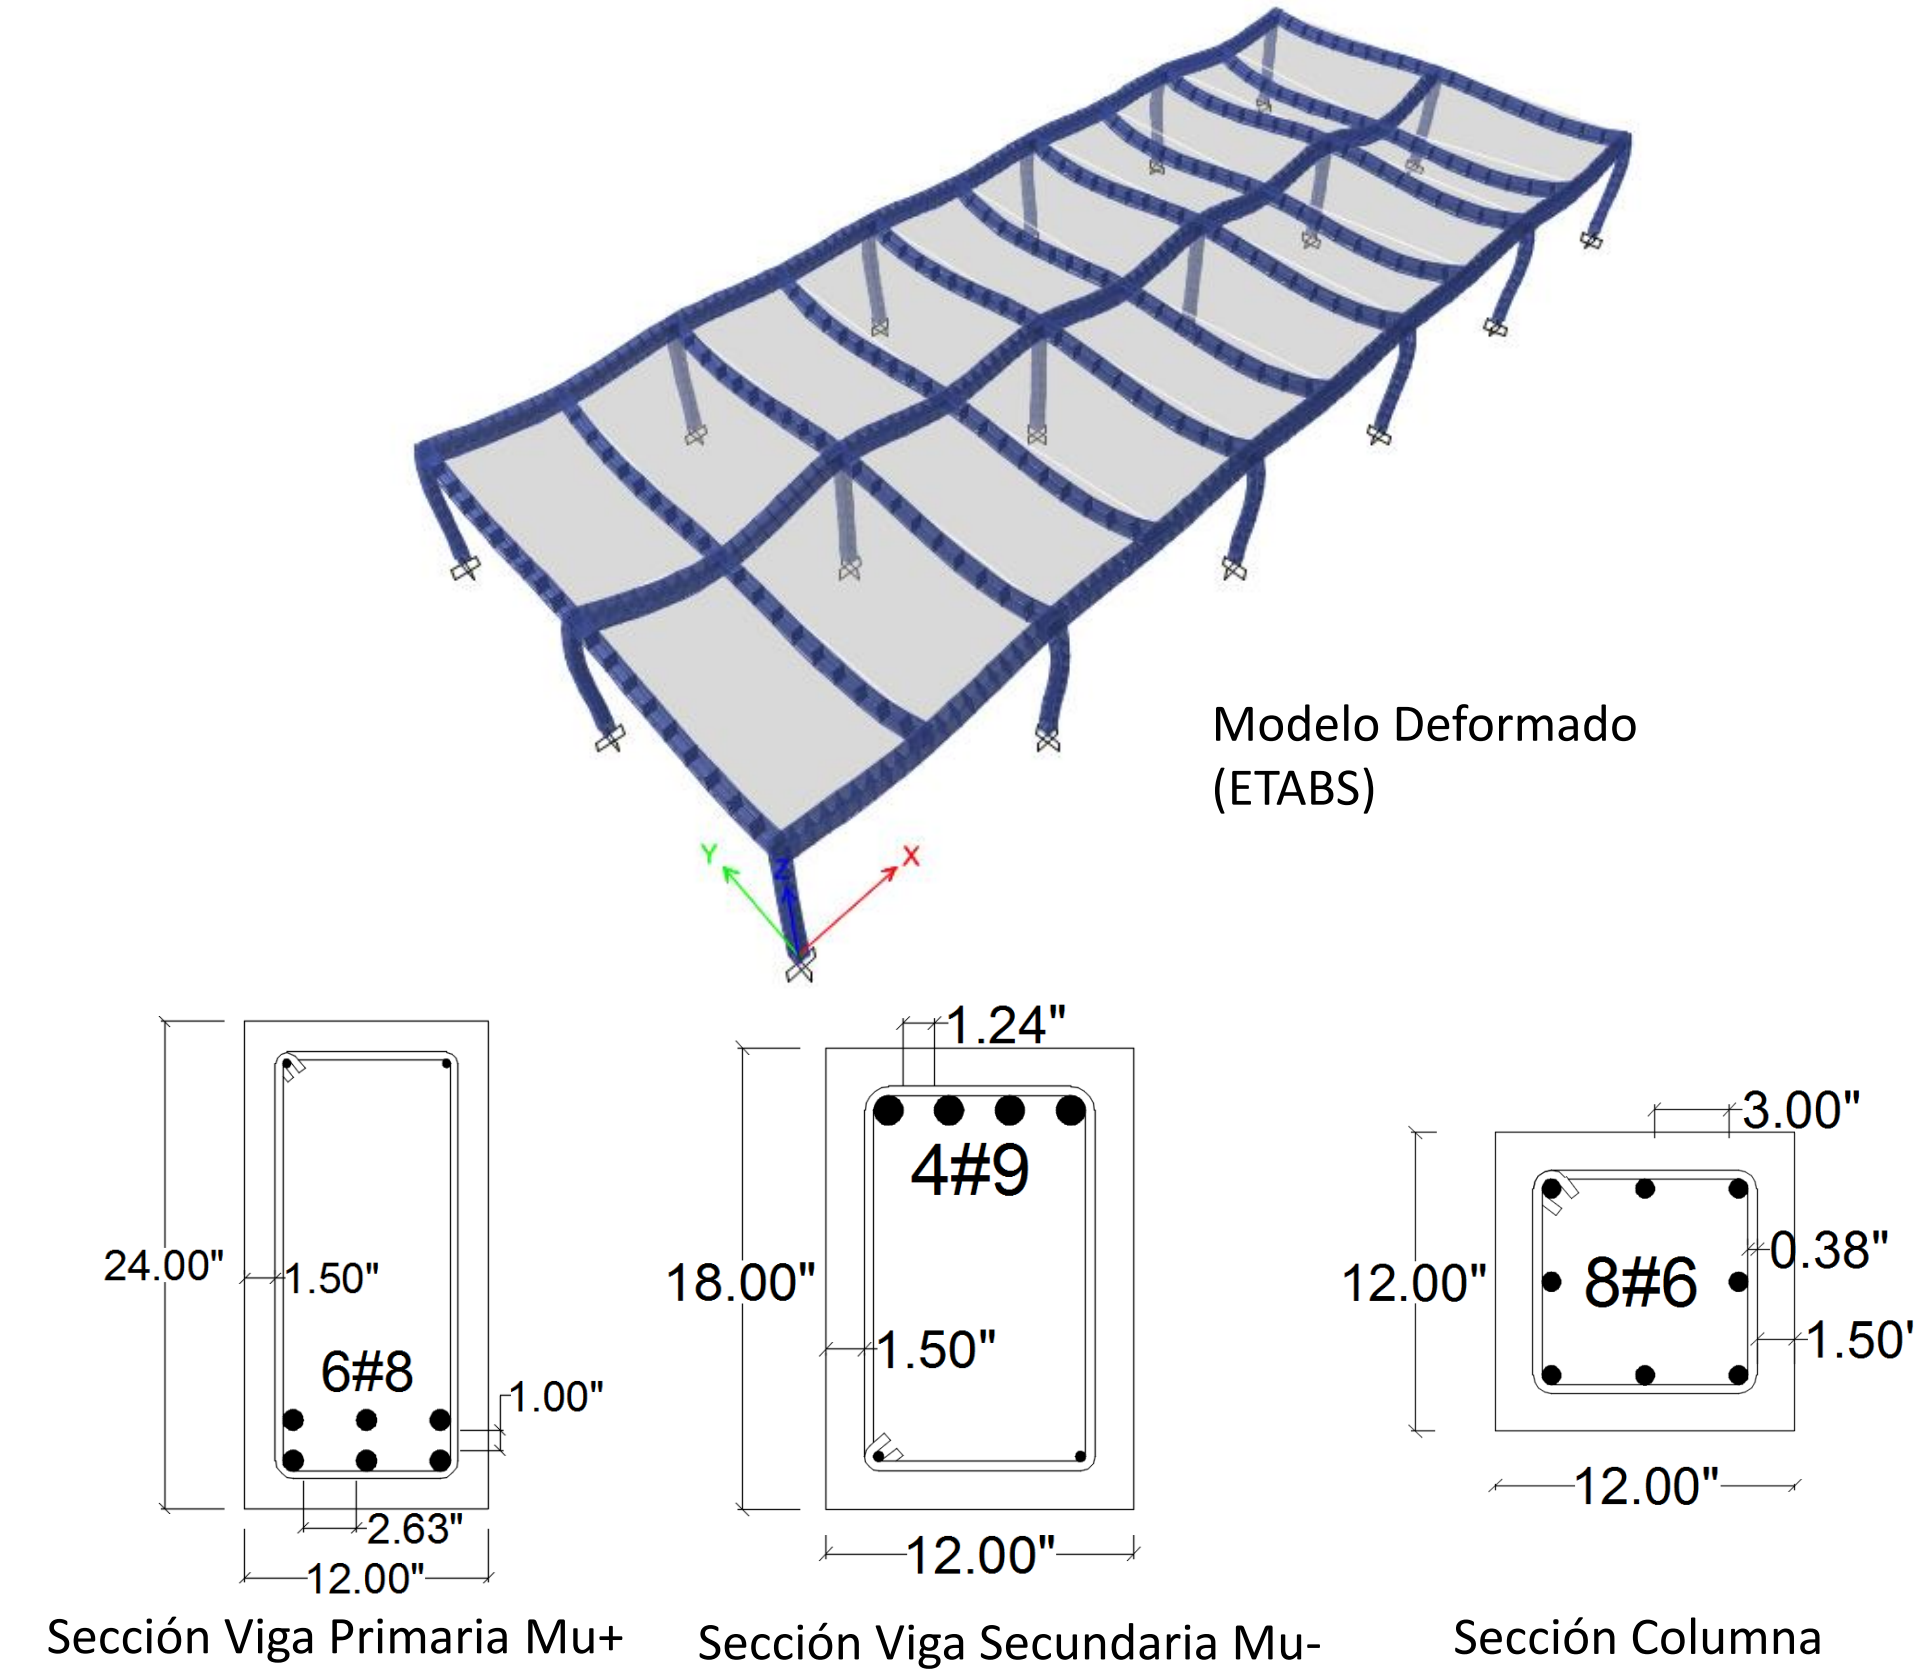 Modelo Deformado
(ETABS)
Y
Z
X
24.00"
1.50"
6#8
1.00"
2.63"
12.00"
Sección Viga Primaria Mu+
1.24"
4#9
18.00"
1.50"
12.00"
Sección Viga Secundaria Mu-
3.00"
0.38"
12.00"
8#6
1.50'
12.00"
Sección Columna